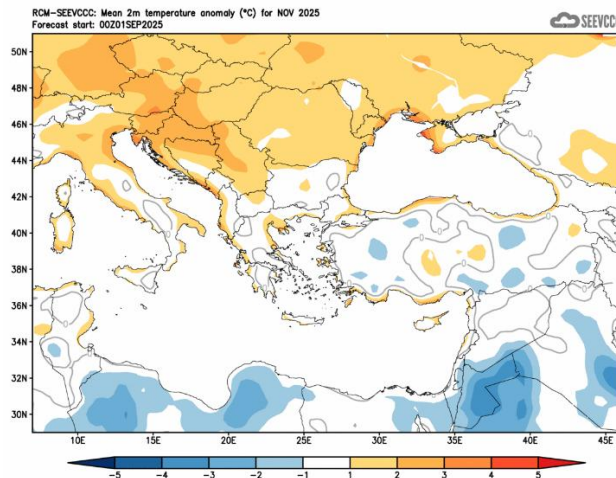 RCM-SEEVCCC: Mean 2m temperature anomaly (°C) for NOV 2025
Forecast start: 00Z01SEP2025
SEEVCCC
50N
48N
46N
44N
42N
40N
38N
36N
34N
32N
30N
10E 15E 20E 25E 30E 35E 40E 45E
-5 -4 -3 -2 -1 1 2 3 4 5